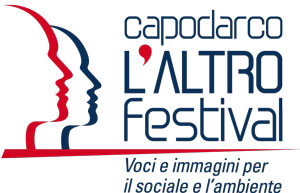 capodarco
L'ALTRO
Festival
Voci e immagini per
il sociale e l'ambiente